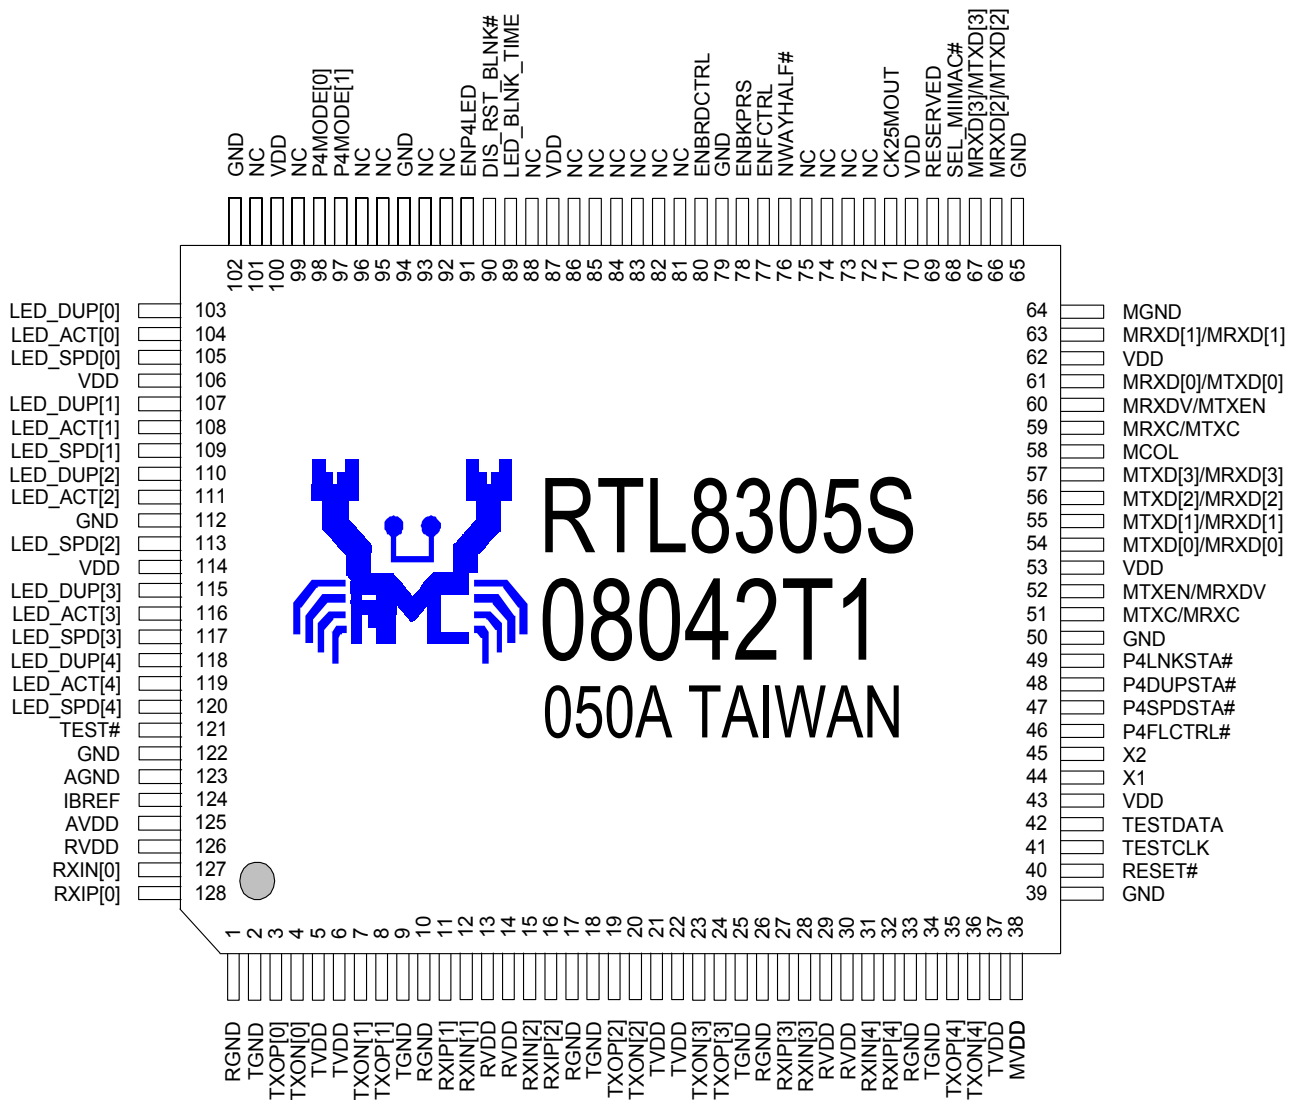 GND
NC
VDD
NC
P4MODE[0]
P4MODE[1]
NC
NC
GND
NC
NC
ENP4LED
DIS_RST_BLNK#
LED_BLNK_TIME
NC
VDD
NC
NC
NC
NC
NC
NC
ENBRDCTRL
GND
ENBKPRS
ENFCTRL
NWAYHALF#
NC
NC
NC
NC
CK25MOUT
VDD
RESERVED
SEL_MIIMAC#
MRXD[3]/MTXD[3]
MRXD[2]/MTXD[2]
GND
102
101
100
99
98
97
96
95
94
93
92
91
90
89
88
87
86
85
84
83
82
81
80
79
78
77
76
75
74
73
72
71
70
69
68
67
66
65
LED_DUP[0] 103
LED_ACT[0] 104
LED_SPD[0] 105
VDD 106
LED_DUP[1] 107
LED_ACT[1] 108
LED_SPD[1] 109
LED_DUP[2] 110
LED_ACT[2] 111
GND 112
LED_SPD[2] 113
VDD 114
LED_DUP[3] 115
LED_ACT[3] 116
LED_SPD[3] 117
LED_DUP[4] 118
LED_ACT[4] 119
LED_SPD[4] 120
TEST# 121
GND 122
AGND 123
IBREF 124
AVDD 125
RVDD 126
RXIN[0] 127
RXIP[0] 128
RTL8305S
08042T1
050A TAIWAN
64 MGND
63 MRXD[1]/MRXD[1]
62 VDD
61 MRXD[0]/MTXD[0]
60 MRXDV/MTXEN
59 MRXC/MTXC
58 MCOL
57 MTXD[3]/MRXD[3]
56 MTXD[2]/MRXD[2]
55 MTXD[1]/MRXD[1]
54 MTXD[0]/MRXD[0]
53 VDD
52 MTXEN/MRXDV
51 MTXC/MRXC
50 GND
49 P4LNKSTA#
48 P4DUPSTA#
47 P4SPDSTA#
46 P4FLCTRL#
45 X2
44 X1
43 VDD
42 TESTDATA
41 TESTCLK
40 RESET#
39 GND
1
2
3
4
5
6
7
8
9
10
11
12
13
14
15
16
17
18
19
20
21
22
23
24
25
26
27
28
29
30
31
32
33
34
35
36
37
38
RGND
TGND
TXOP[0]
TXON[0]
TVDD
TVDD
TXON[1]
TXOP[1]
TGND
RGND
RXIP[1]
RXIN[1]
RVDD
RVDD
RXIN[2]
RXIP[2]
RGND
TGND
TXOP[2]
TXON[2]
TVDD
TVDD
TXON[3]
TXOP[3]
TGND
RGND
RXIP[3]
RXIN[3]
RVDD
RVDD
RXIN[4]
RXIP[4]
RGND
TGND
TXOP[4]
TXON[4]
TVDD
MVDD